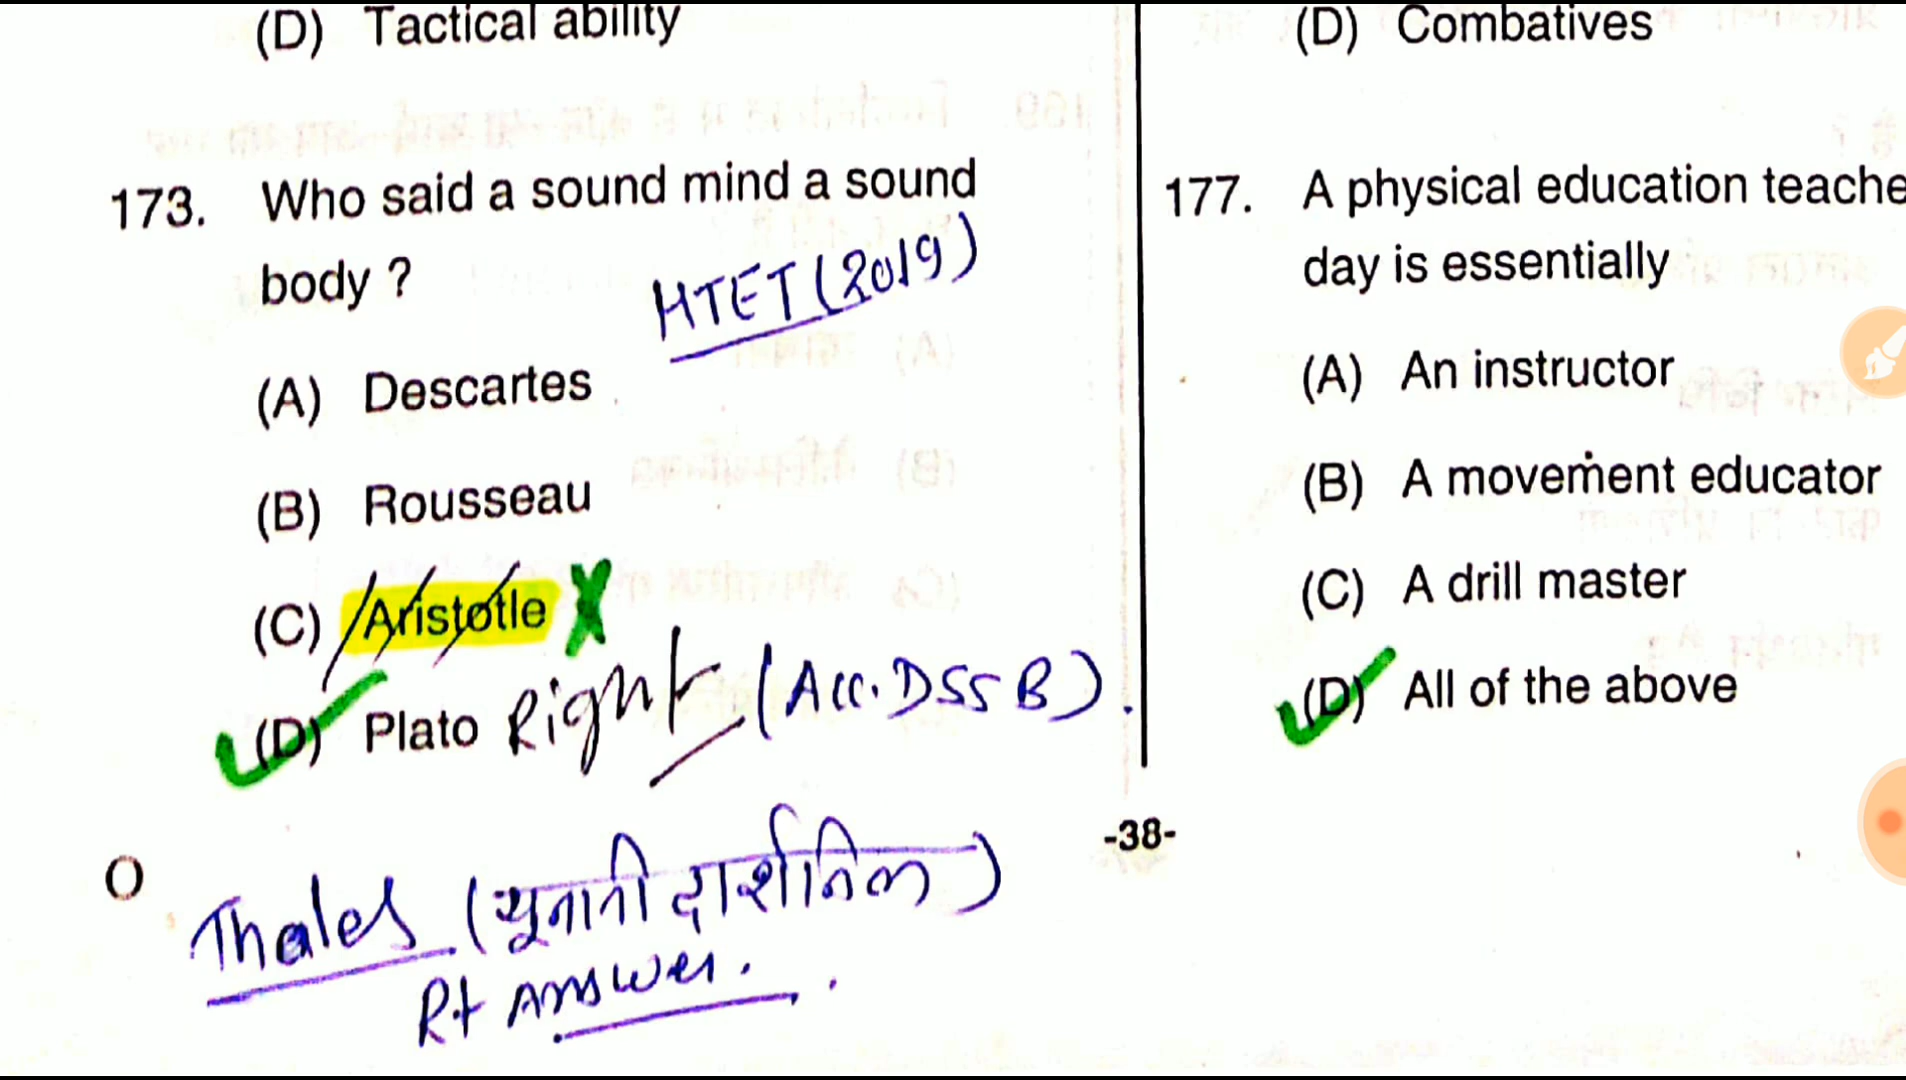 (D) Tactical ability
173. Who said a sound mind a sound
body ?
HTET (2019)
(A) Descartes
(B) Rousseau
(C) Aristotle X
(D) Plato Right (Acc. DSSSB).
O
Thales (यूनानी दार्शनिक)
Rt Answer.
(D) Combatives
177. A physical education teache
day is essentially
(A) An instructor
(B) A movement educator
(C) A drill master
(D) All of the above
-38-